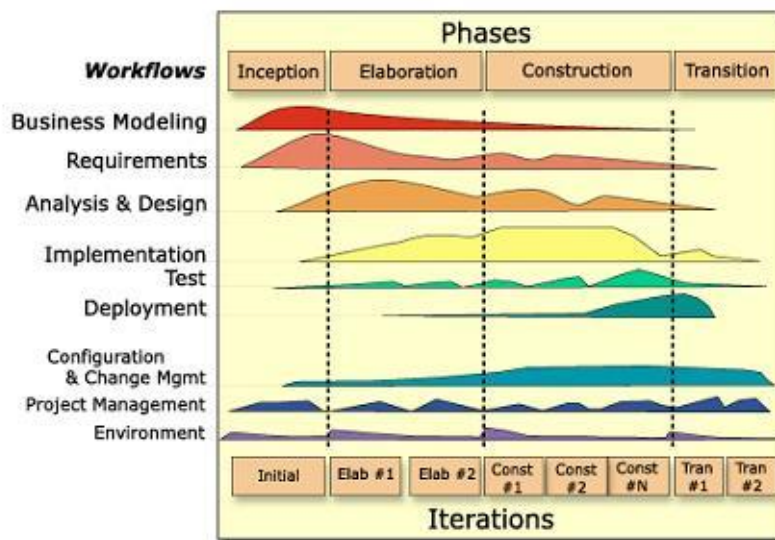 Phases
Workflows Inception Elaboration Construction Transition
Business Modeling
Requirements
Analysis & Design
Implementation
Test
Deployment
Configuration
& Change Mgmt
Project Management
Environment
Initial Elab #1 Elab #2 Const #1 Const #2 Const #N Tran #1 Tran #2
Iterations